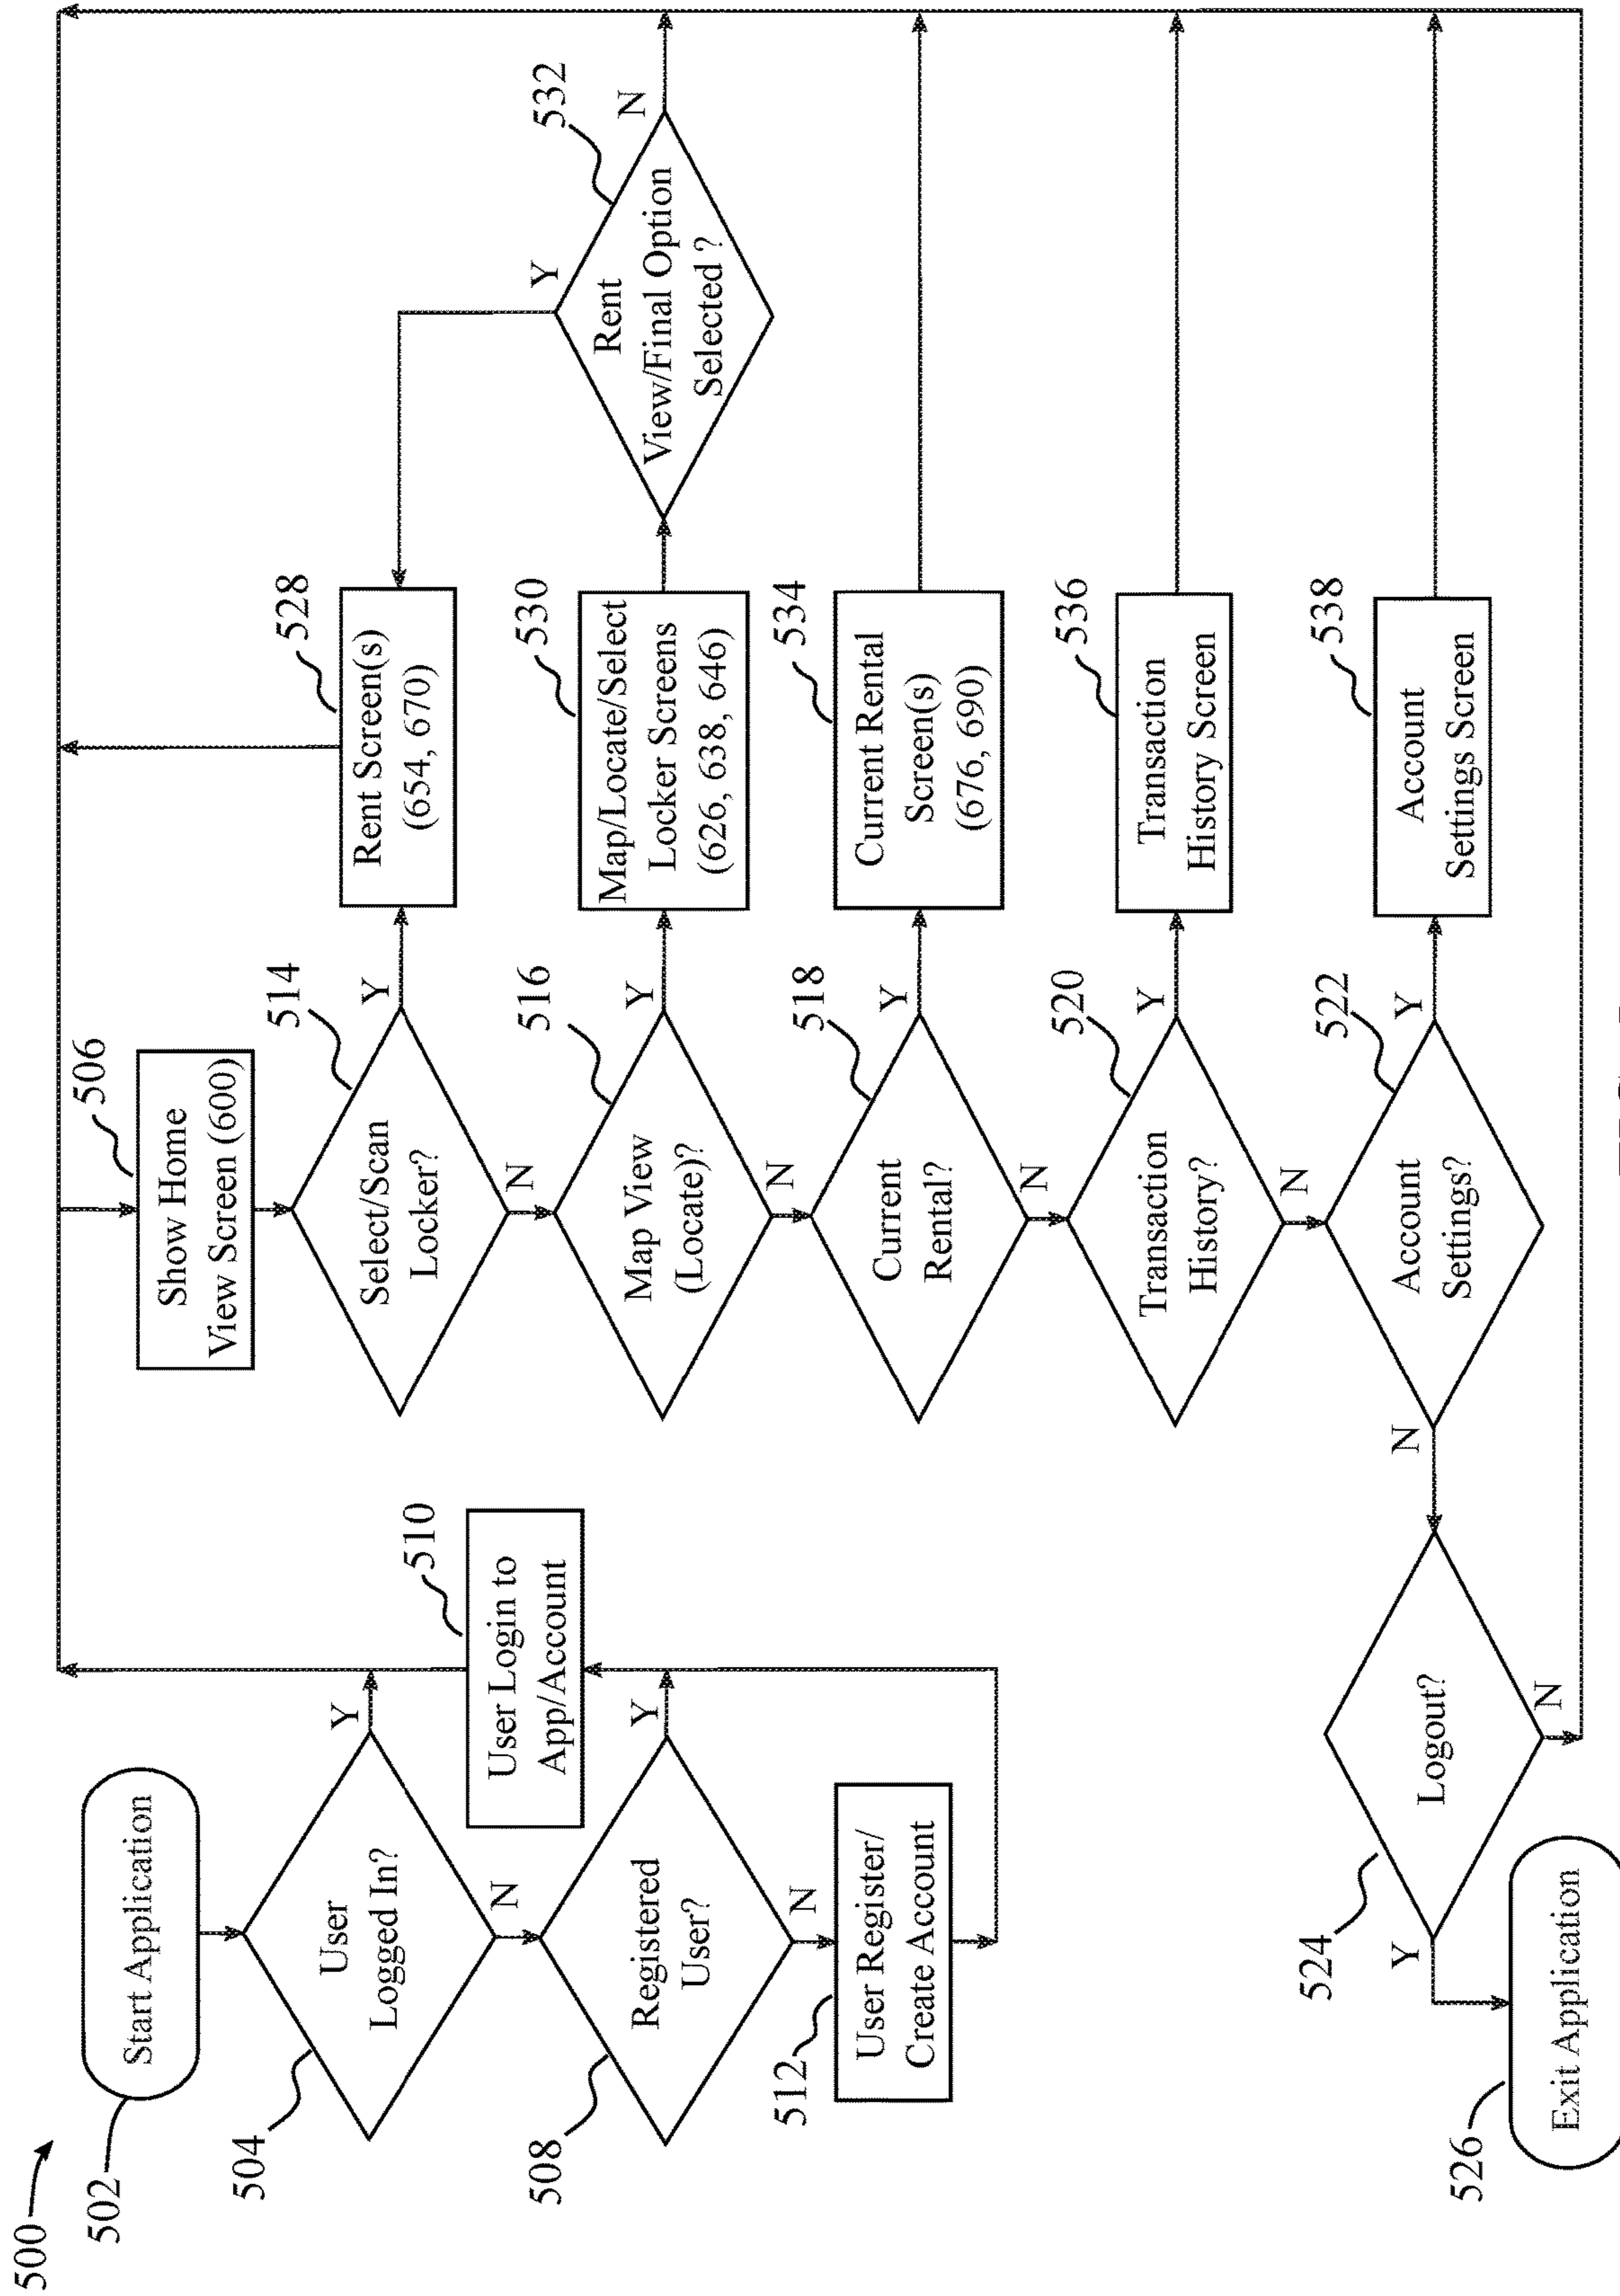 500
502
Start Application
504
User
Logged In?
Y
N
508
Registered
User?
Y
N
510
User Login to
App/Account
512
User Register/
Create Account
506
Show Home
View Screen (600)
514
Select/Scan
Locker?
Y
N
528
Rent Screen(s)
(654, 670)
516
Map View
(Locate)?
Y
N
530
Map/Locate/Select
Locker Screens
(626, 638, 646)
532
Rent
View/Final Option
Selected ?
Y
N
518
Current
Rental?
Y
N
534
Current Rental
Screen(s)
(676, 690)
520
Transaction
History?
Y
N
536
Transaction
History Screen
522
Account
Settings?
Y
N
538
Account
Settings Screen
524
Logout?
Y
N
526
Exit Application